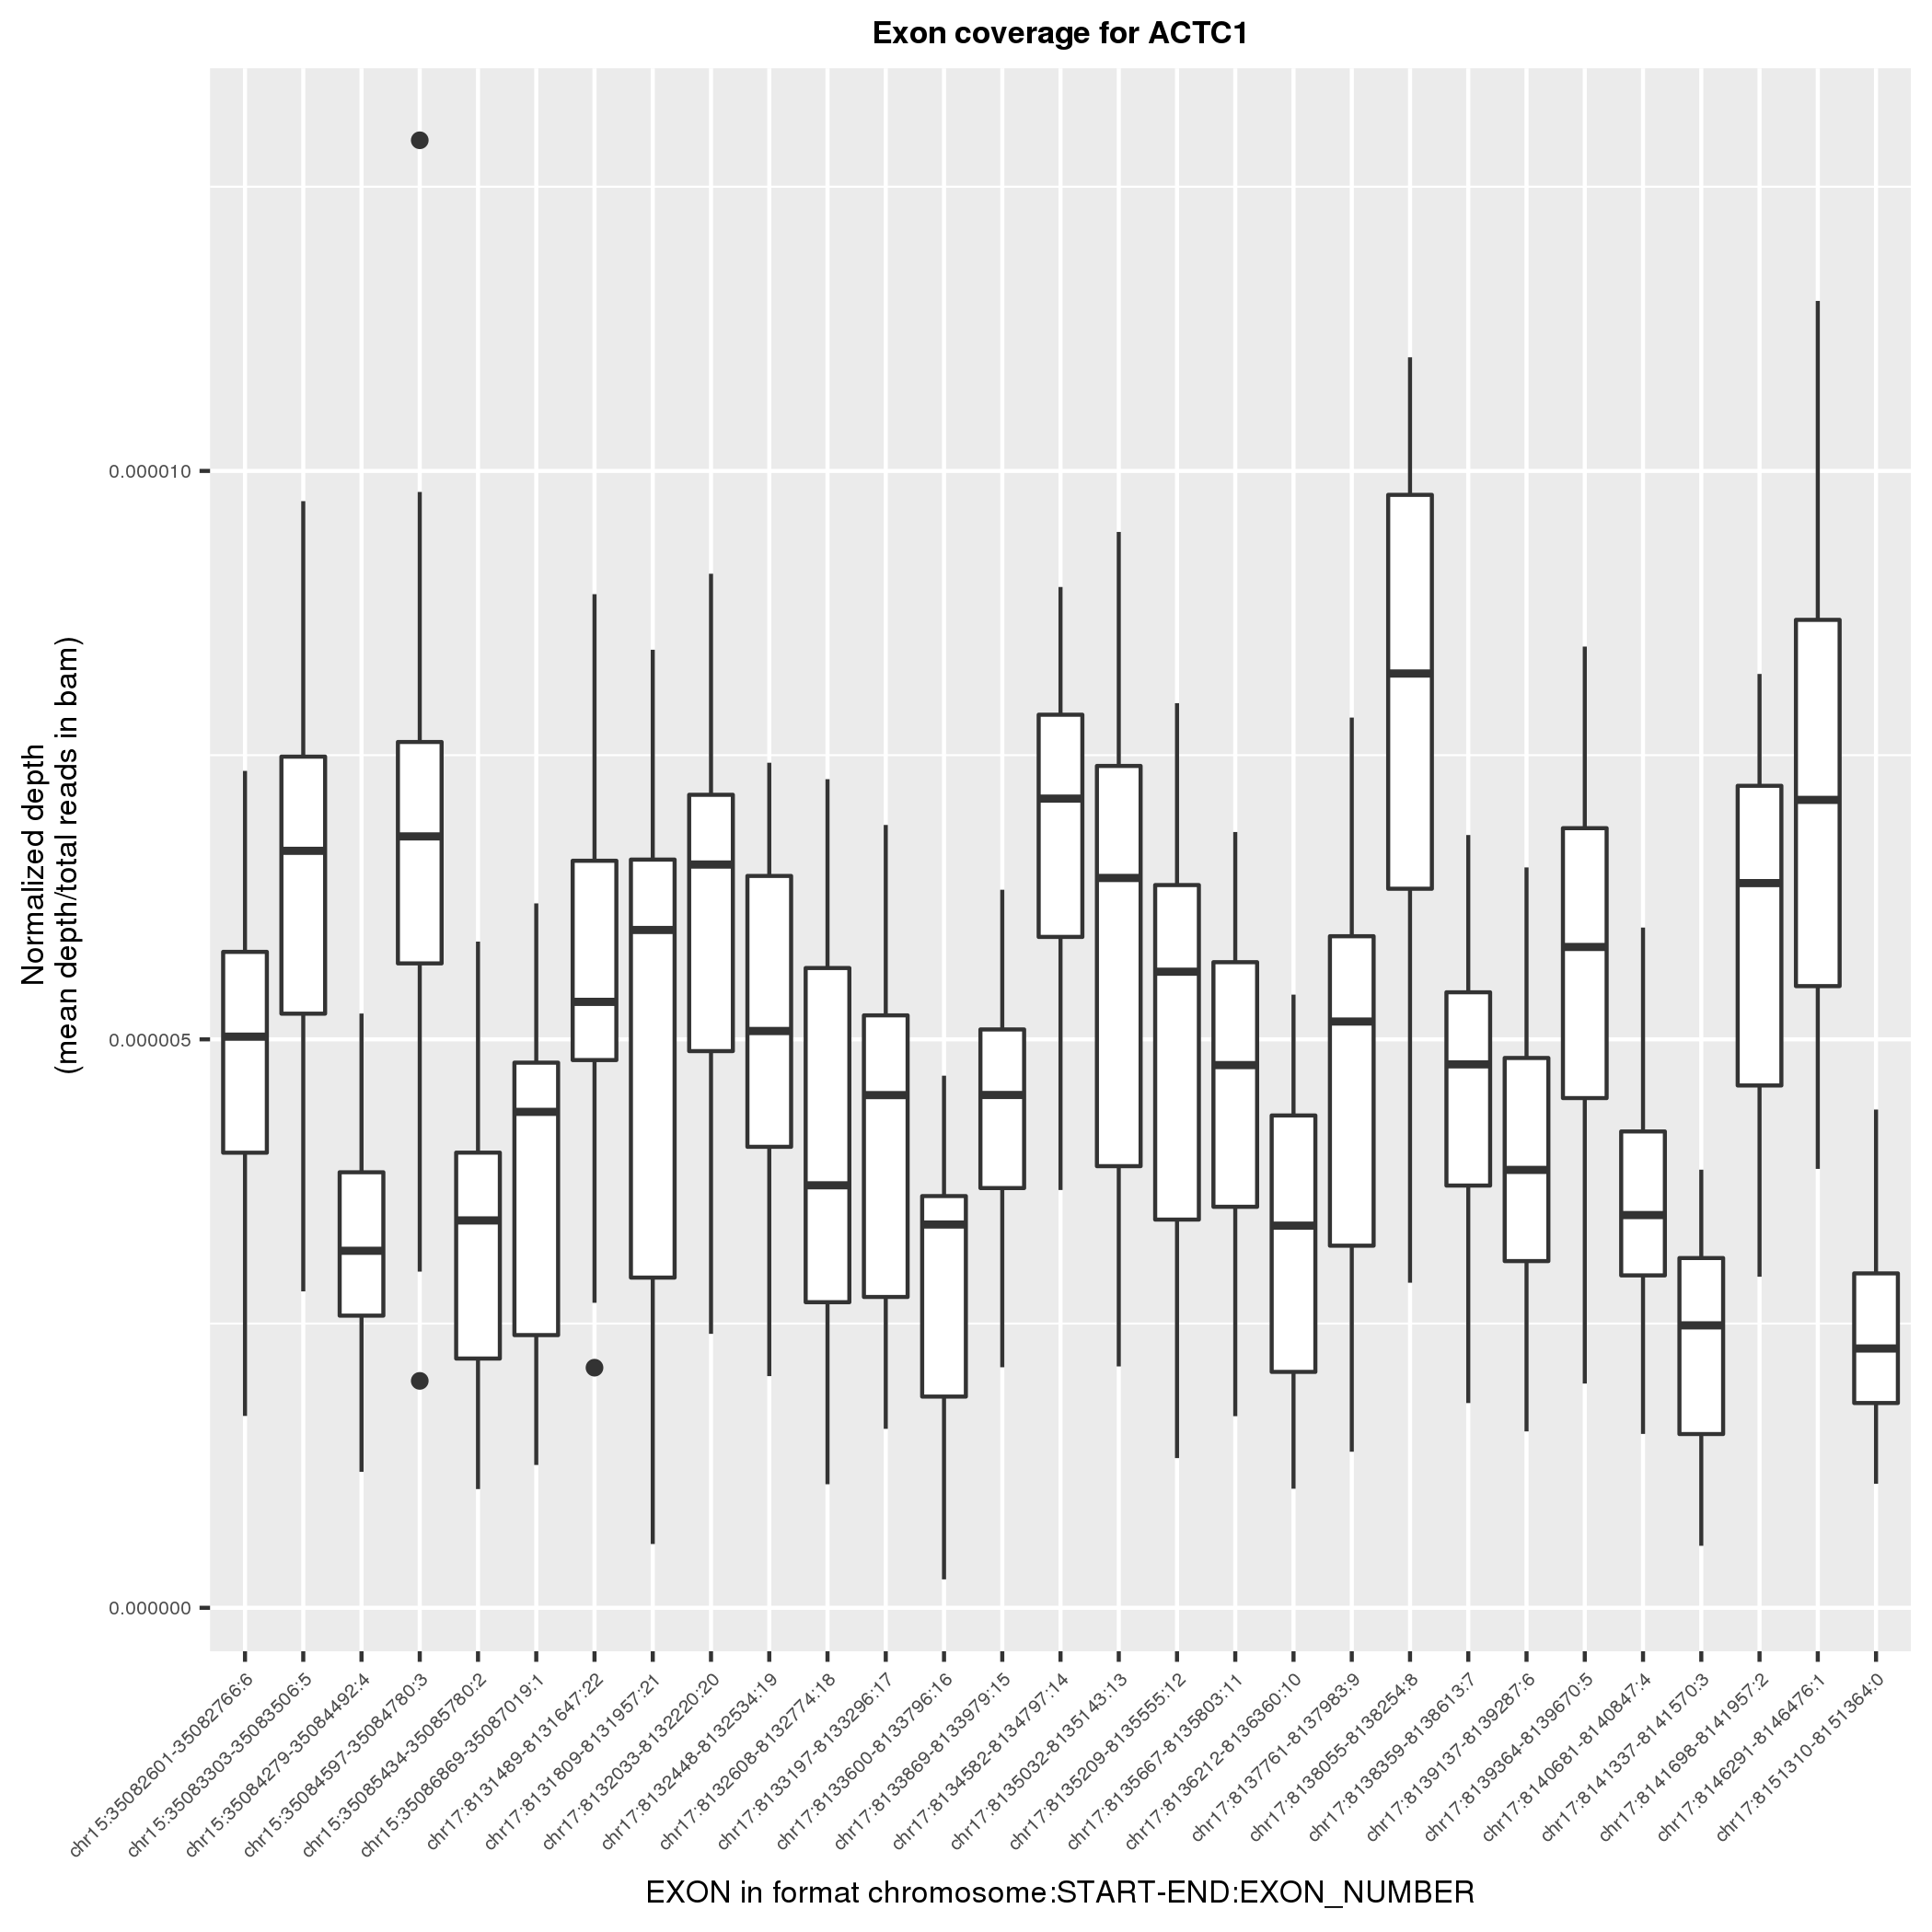 Exon coverage for ACTC1
Normalized depth
(mean depth/total reads in bam)
0.000010
0.000005
0.000000
chr15:35082601-35082766:6
chr15:35083303-35083506:5
chr15:35084279-35084492:4
chr15:35084597-35084780:3
chr15:35085434-35085780:2
chr15:35086869-35087019:1
chr17:8131489-8131647:22
chr17:8131809-8131957:21
chr17:8132033-8132220:20
chr17:8132448-8132534:19
chr17:8132608-8132774:18
chr17:8133197-8133296:17
chr17:8133600-8133796:16
chr17:8133869-8133979:15
chr17:8134582-8134797:14
chr17:8135032-8135143:13
chr17:8135209-8135555:12
chr17:8135667-8135803:11
chr17:8136212-8136360:10
chr17:8137761-8137983:9
chr17:8138055-8138254:8
chr17:8138359-8138613:7
chr17:8139137-8139287:6
chr17:8139364-8139670:5
chr17:8140681-8140847:4
chr17:8141337-8141570:3
chr17:8141698-8141957:2
chr17:8146291-8146476:1
chr17:8151310-8151364:0
EXON in format chromosome:START-END:EXON_NUMBER